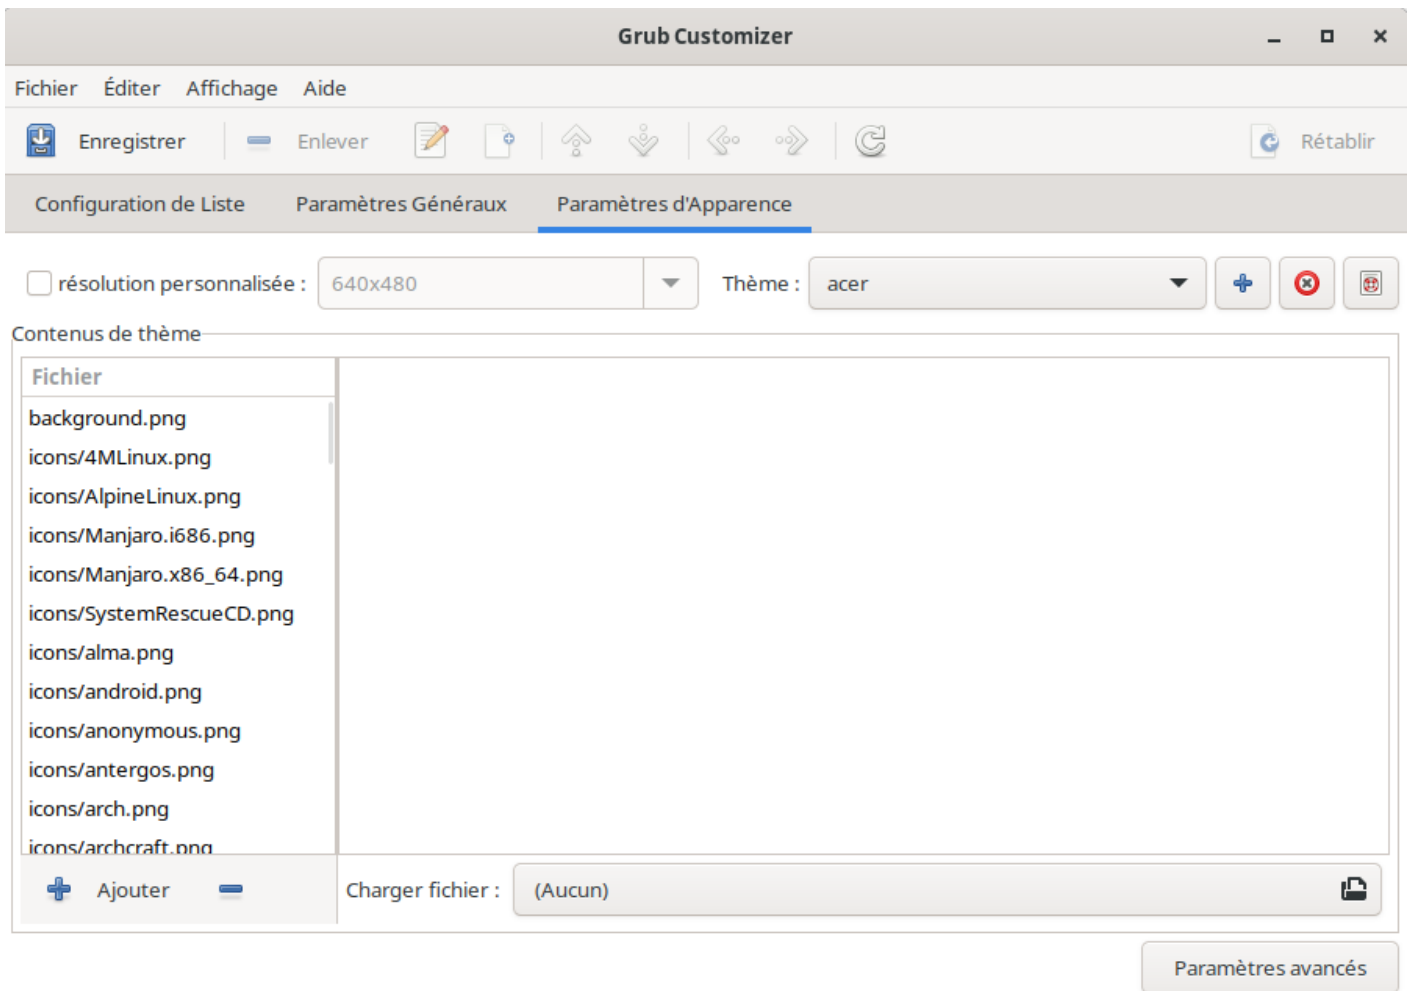 Grub Customizer
Fichier Éditer Affichage Aide
Enregistrer Enlever Rétablir
Configuration de Liste Paramètres Généraux Paramètres d'Apparence
résolution personnalisée : 640x480 Thème : acer
Contenus de thème
Fichier
background.png
icons/4MLinux.png
icons/AlpineLinux.png
icons/Manjaro.i686.png
icons/Manjaro.x86_64.png
icons/SystemRescueCD.png
icons/alma.png
icons/android.png
icons/anonymous.png
icons/antergos.png
icons/arch.png
icons/archcraft.png
Ajouter Charger fichier : (Aucun)
Paramètres avancés